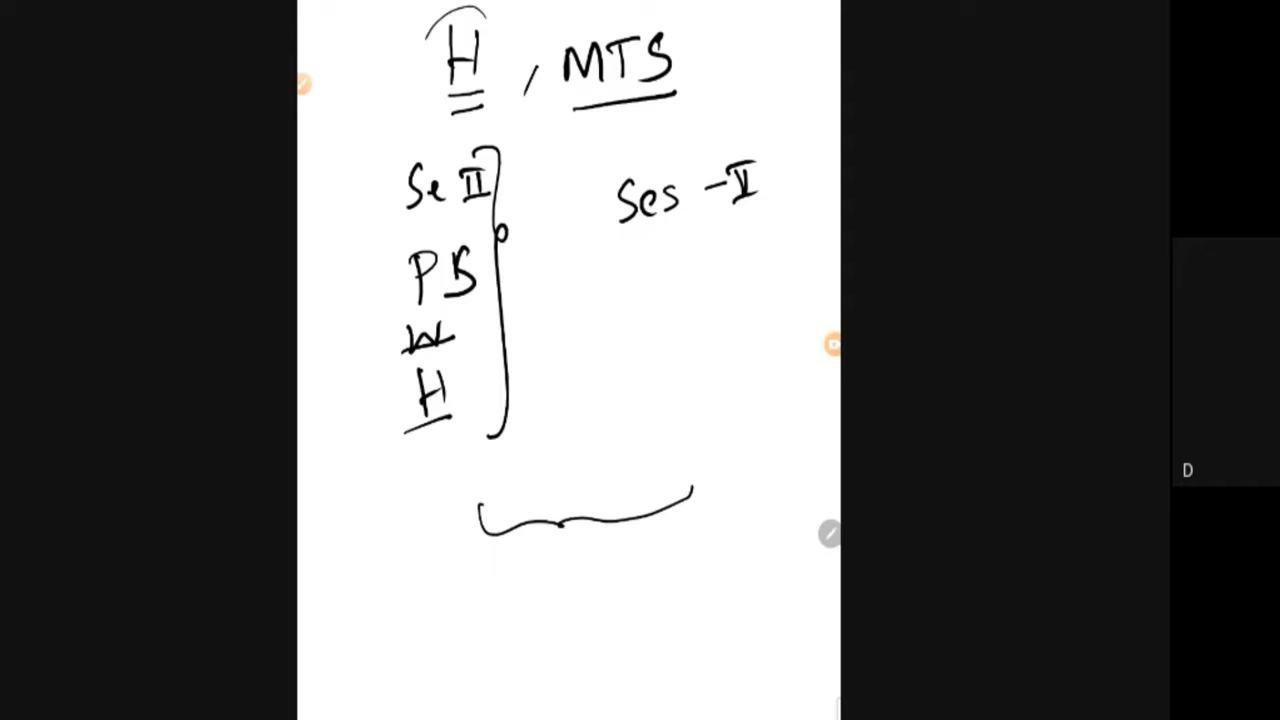 H, MTS
Se II
Ses - V
PB
W
H
D